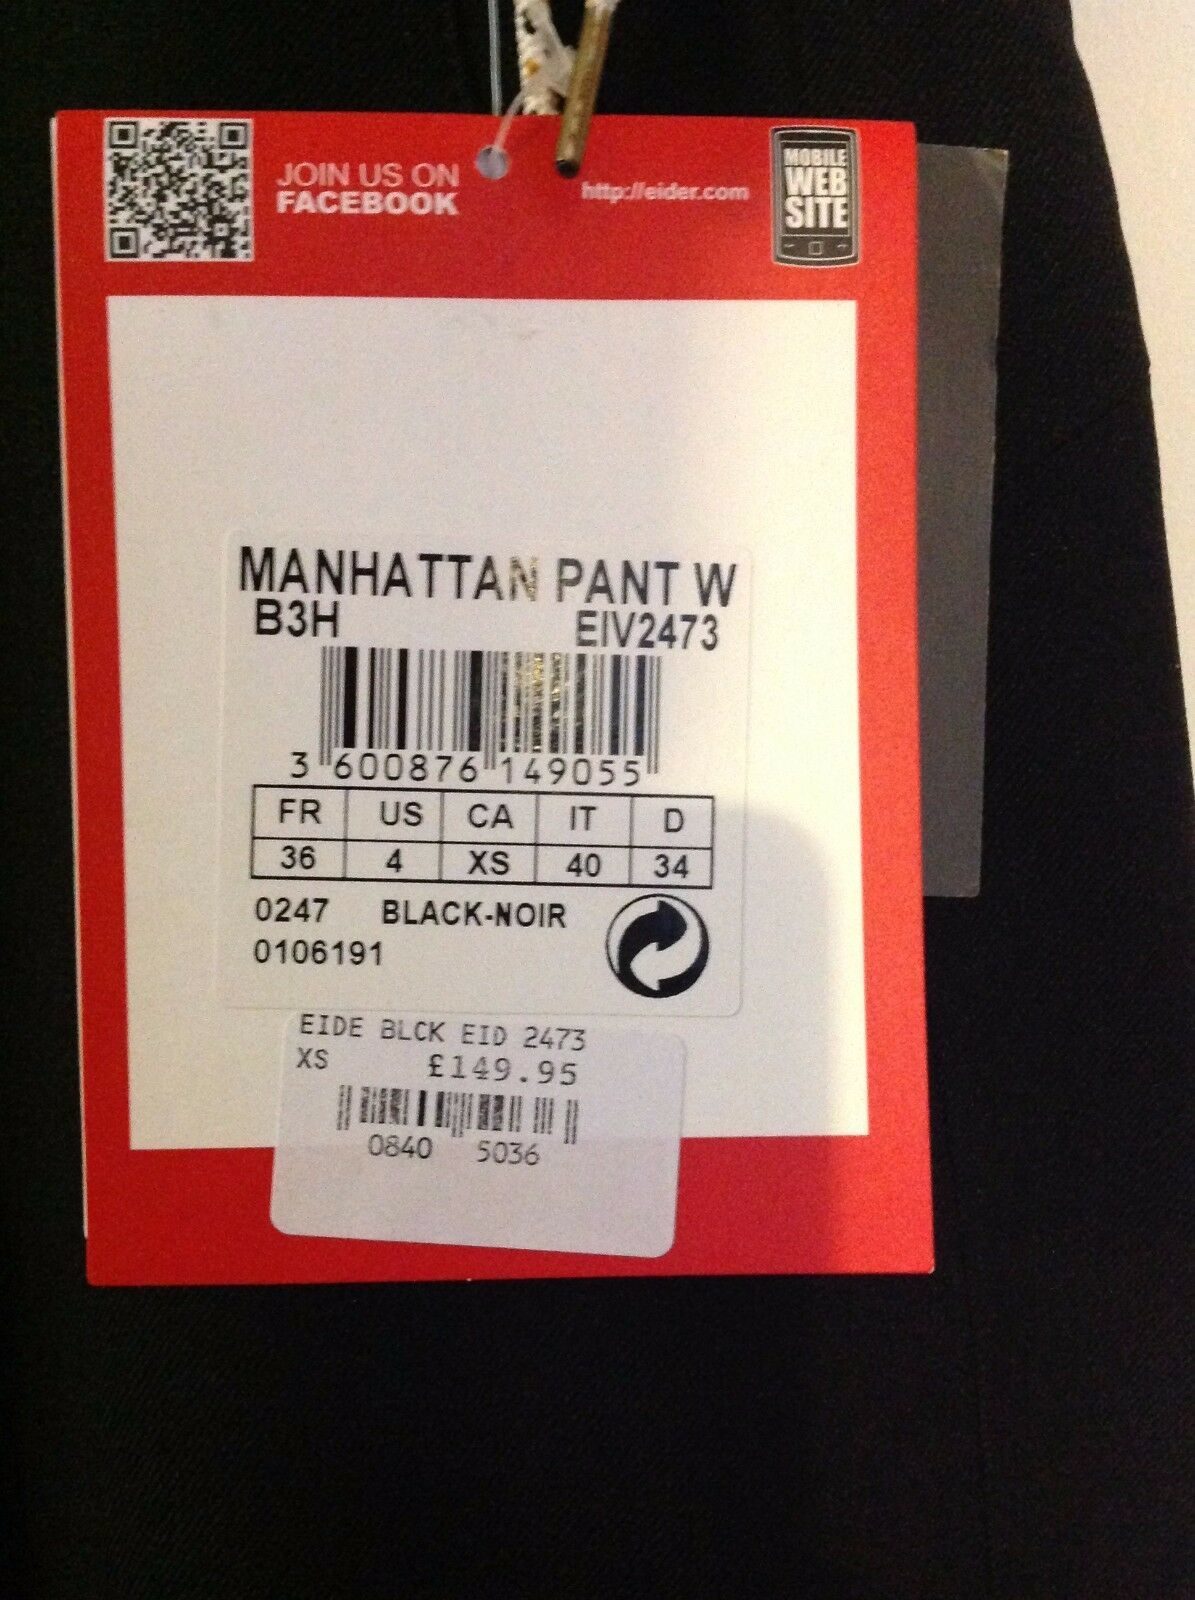 JOIN US ON
FACEBOOK
http://eider.com
MOBILE
WEB
SITE
MANHATTAN PANT W
B3H EIV2473
3 600876 149055
FR US CA IT D
36 4 XS 40 34
0247 BLACK-NOIR
0106191
EIDE BLCK EID 2473
XS £149.95
0840 5036